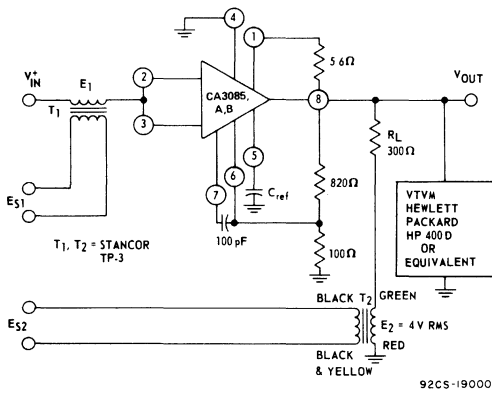 4
1
5 6Ω
V+IN
E1
2
CA3085,
A,B
8
VOUT
T1
3
RL
300Ω
5
6
Cref
7
820Ω
ES1
100 pF
VTVM
HEWLETT
PACKARD
HP 400 D
OR
EQUIVALENT
T1, T2 = STANCOR
TP-3
100Ω
BLACK T2 GREEN
ES2
E2 = 4 V RMS
BLACK
& YELLOW
RED
92CS-19000